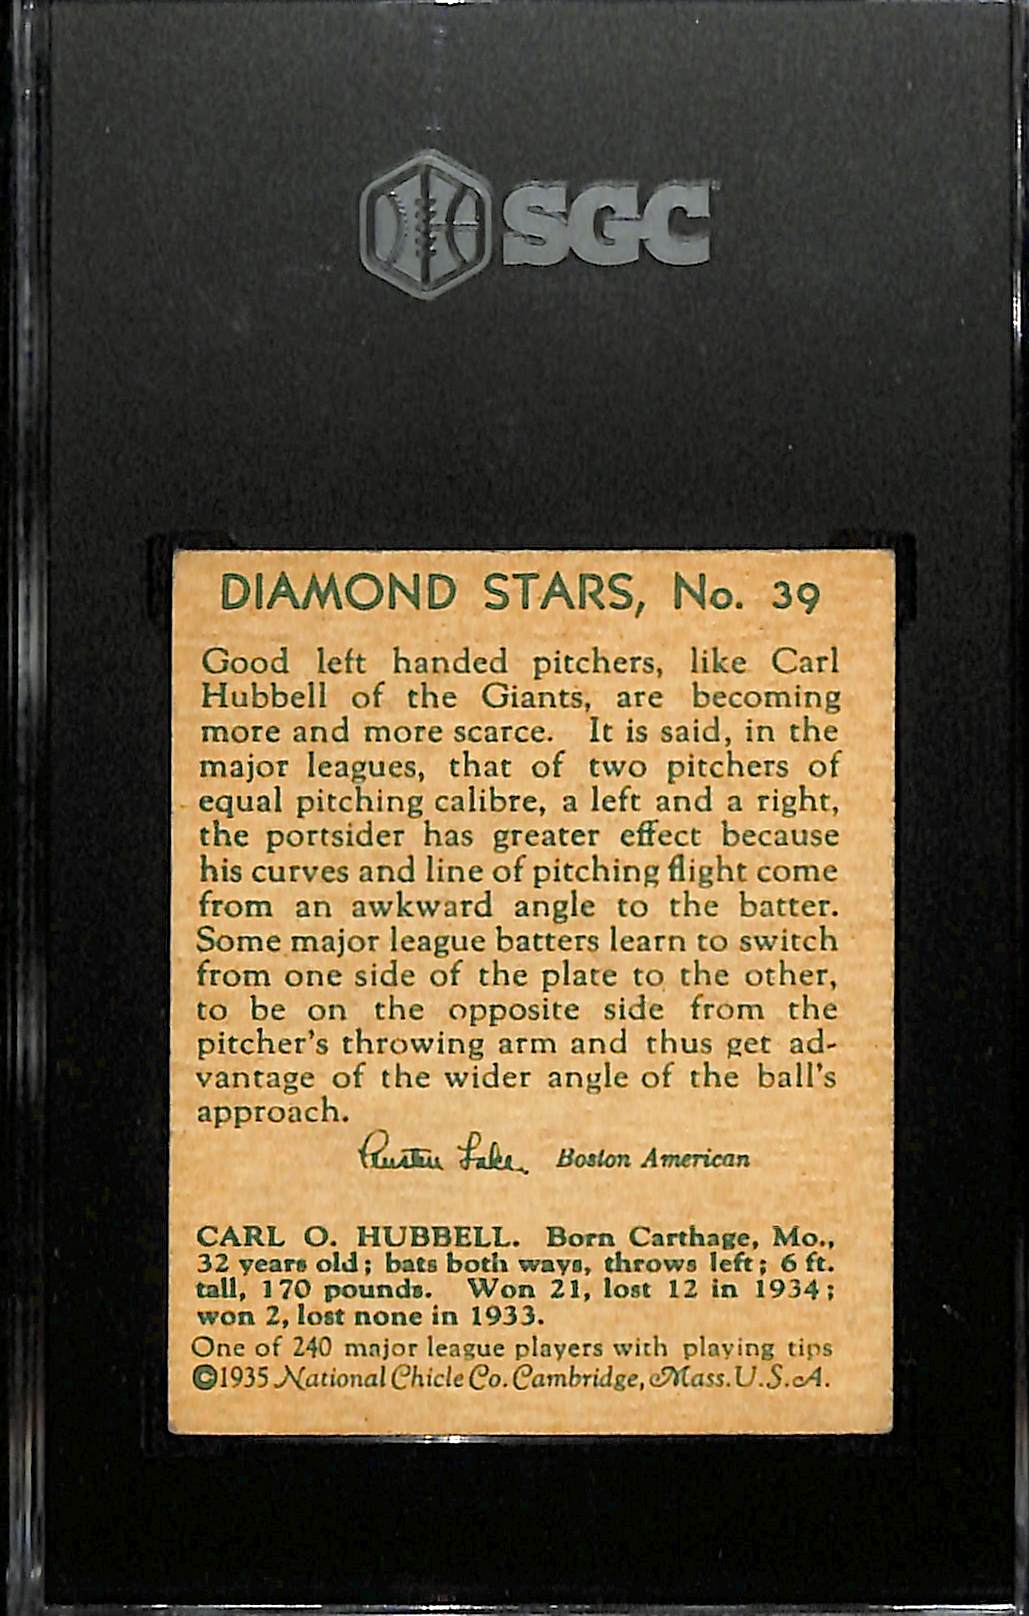 SGC
DIAMOND STARS, No. 39
Good left handed pitchers, like Carl
Hubbell of the Giants, are becoming
more and more scarce. It is said, in the
major leagues, that of two pitchers of
equal pitching calibre, a left and a right,
the portsider has greater effect because
his curves and line of pitching flight come
from an awkward angle to the batter.
Some major league batters learn to switch
from one side of the plate to the other,
to be on the opposite side from the
pitcher's throwing arm and thus get ad-
vantage of the wider angle of the ball's
approach.
Austen Lake, Boston American
CARL O. HUBBELL. Born Carthage, Mo.,
32 years old; bats both ways, throws left; 6 ft.
tall, 170 pounds. Won 21, lost 12 in 1934;
won 2, lost none in 1933.
One of 240 major league players with playing tips
©1935 National Chicle Co. Cambridge, Mass. U.S.A.